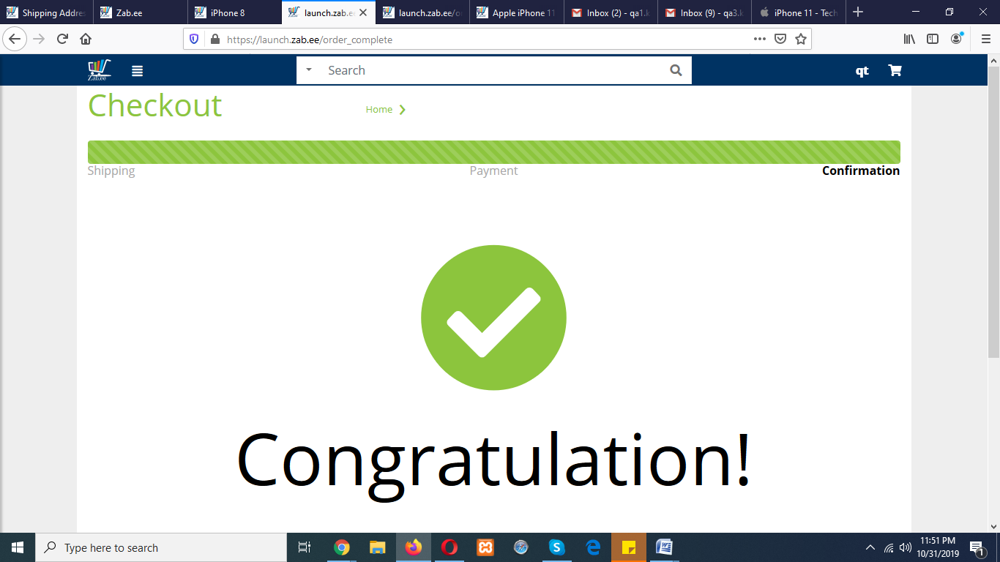 Shipping Addres
Zab.ee
iPhone 8
launch.zab.e
launch.zab.ee/o
Apple iPhone 11
Inbox (2) - qa1.k
Inbox (9) - qa3.k
iPhone 11 - Tech
https://launch.zab.ee/order_complete
Zab.ee
Search
qt
Checkout
Home
Shipping
Payment
Confirmation
Congratulation!
Type here to search
11:51 PM
10/31/2019
1